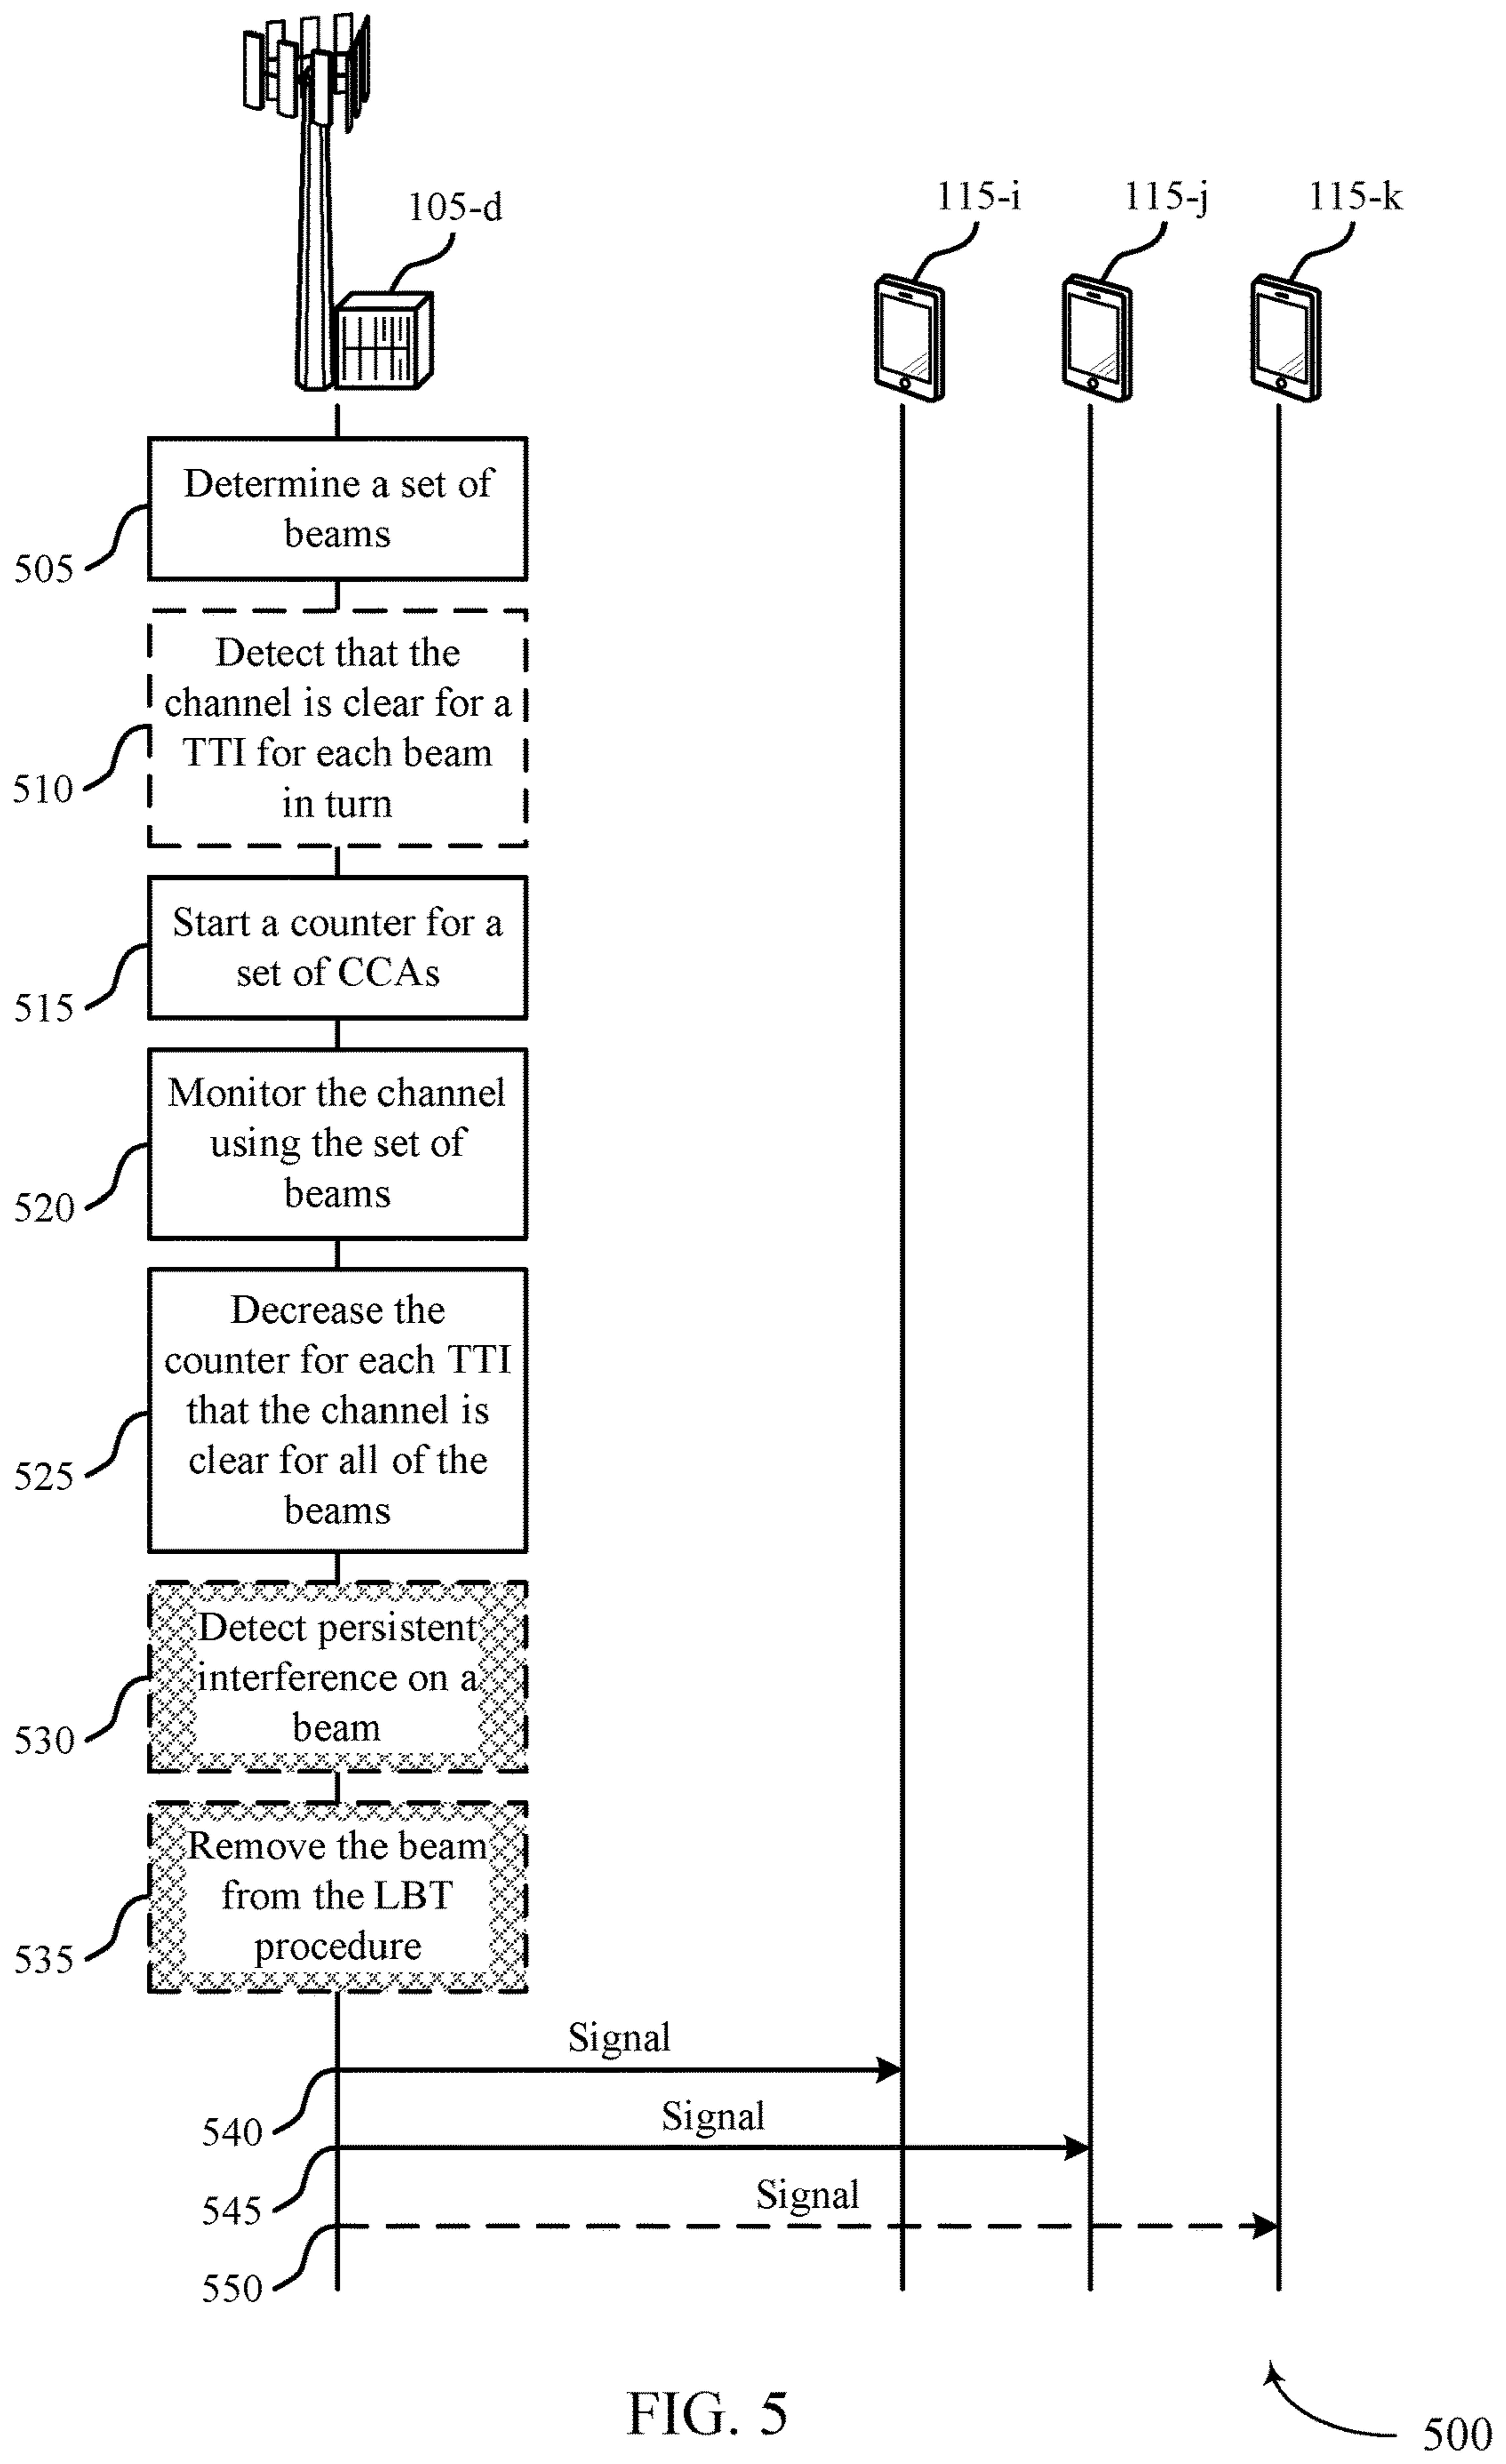 105-d
115-i
115-j
115-k
Determine a set of
beams
505
Detect that the
channel is clear for a
TTI for each beam
in turn
510
Start a counter for a
set of CCAs
515
Monitor the channel
using the set of
beams
520
Decrease the
counter for each TTI
that the channel is
clear for all of the
beams
525
Detect persistent
interference on a
beam
530
Remove the beam
from the LBT
procedure
535
Signal
540
Signal
545
Signal
550
FIG. 5
500